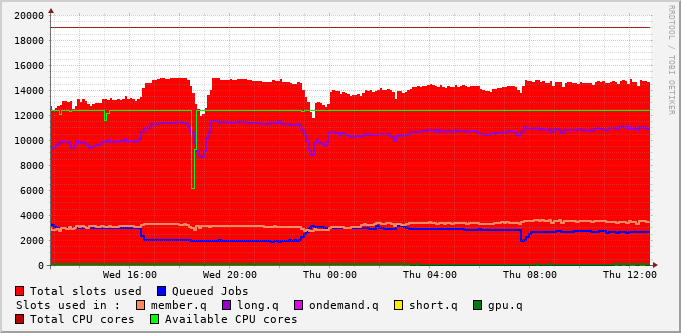 20000
18000
16000
14000
12000
10000
8000
6000
4000
2000
0
Wed 16:00 Wed 20:00 Thu 00:00 Thu 04:00 Thu 08:00 Thu 12:00
Total slots used Queued Jobs
Slots used in : member.q long.q ondemand.q short.q gpu.q
Total CPU cores Available CPU cores
RRDTOOL / TOBI OETIKER